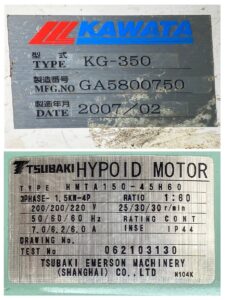 KAWATA
型式
TYPE KG-350
製造番号
MFG.NO GA5800750
製造年月
DATE 2007/02
TSUBAKI HYPOID MOTOR
TYPE HMTA150-45H60
3PHASE- 1.5KW-4P RATIO 1:60
200/200/220 V 25/30/30 r/min
50/60/60 Hz RATING CONT
7.0/6.2/6.0 A INSE IP44
DRAWING No.
TEST No 062103130
TSUBAKI EMERSON MACHINERY
(SHANGHAI) CO., LTD
W104K